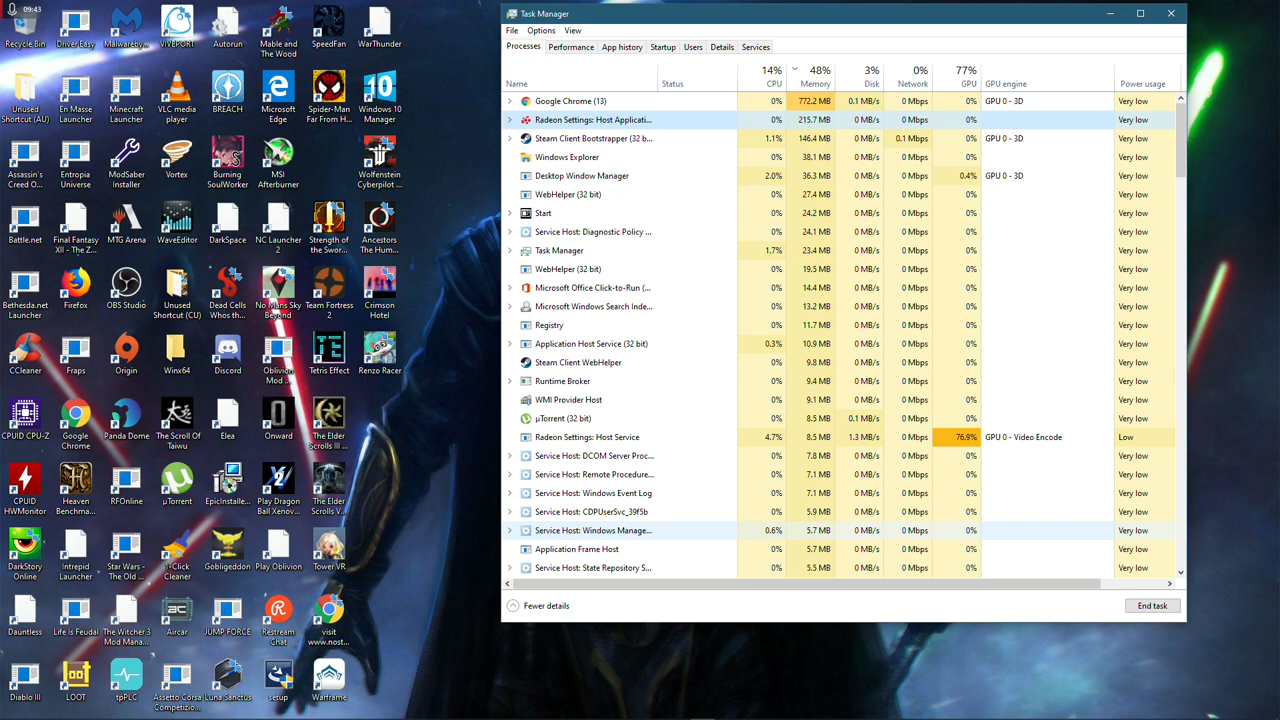 09:43
Recycle Bin
Driver Easy
Malwareby...
VIVEPORT
Autorun
Mable and
The Wood
SpeedFan
WarThunder
Unused
Shortcut (AU)
En Masse
Launcher
Minecraft
Launcher
VLC media
player
BREACH
Microsoft
Edge
Spider-Man
Far From H...
Windows 10
Manager
Assassin's
Creed O...
Entropia
Universe
ModSaber
Installer
Vortex
Burning
SoulWorker
MSI
Afterburner
Wolfenstein
Cyberpilot ...
Battle.net
Final Fantasy
XII - The Z...
MTG Arena
WaveEditor
DarkSpace
NC Launcher
2
Strength of
the Swor...
Ancestors
The Hum...
Bethesda.net
Launcher
Firefox
OBS Studio
Unused
Shortcut (CU)
Dead Cells
Whos th...
No Mans Sky
Beyond
Team Fortress
2
Crimson
Hotel
CCleaner
Fraps
Origin
Winx64
Discord
Oblivion
Mod ...
Tetris Effect
Renzo Racer
CPUID CPU-Z
Google
Chrome
Panda Dome
The Scroll Of
Taiwu
Elea
Onward
The Elder
Scrolls III ...
CPUID
HWMonitor
Heaven
Benchma...
RFOnline
µTorrent
EpicInstalle...
Play Dragon
Ball Xenov...
The Elder
Scrolls V...
DarkStory
Online
Intrepid
Launcher
Star Wars -
The Old ...
1-Click
Cleaner
Gobligeddon
Play Oblivion
Tower VR
Dauntless
Life Is Feudal
The Witcher 3
Mod Mana...
Aircar
JUMP FORCE
Restream
Chat
visit
www.nost...
Diablo III
LOOT
tpPLC
Assetto Corsa
Competizio...
Luna Sanctus
setup
Warframe
Task Manager
File Options View
Processes Performance App history Startup Users Details Services
14% 48% 3% 0% 77%
Name Status CPU Memory Disk Network GPU GPU engine Power usage
Google Chrome (13) 0% 772.2 MB 0.1 MB/s 0 Mbps 0% GPU 0 - 3D Very low
Radeon Settings: Host Applicati... 0% 215.7 MB 0 MB/s 0 Mbps 0% Very low
Steam Client Bootstrapper (32 b... 1.1% 146.4 MB 0 MB/s 0.1 Mbps 0% GPU 0 - 3D Very low
Windows Explorer 0% 38.1 MB 0 MB/s 0 Mbps 0% Very low
Desktop Window Manager 2.0% 36.3 MB 0 MB/s 0 Mbps 0.4% GPU 0 - 3D Very low
WebHelper (32 bit) 0% 27.4 MB 0 MB/s 0 Mbps 0% Very low
Start 0% 24.2 MB 0 MB/s 0 Mbps 0% Very low
Service Host: Diagnostic Policy ... 0% 24.1 MB 0 MB/s 0 Mbps 0% Very low
Task Manager 1.7% 23.4 MB 0 MB/s 0 Mbps 0% Very low
WebHelper (32 bit) 0% 19.5 MB 0 MB/s 0 Mbps 0% Very low
Microsoft Office Click-to-Run (... 0% 14.4 MB 0 MB/s 0 Mbps 0% Very low
Microsoft Windows Search Inde... 0% 13.2 MB 0 MB/s 0 Mbps 0% Very low
Registry 0% 11.7 MB 0 MB/s 0 Mbps 0% Very low
Application Host Service (32 bit) 0.3% 10.9 MB 0 MB/s 0 Mbps 0% Very low
Steam Client WebHelper 0% 9.8 MB 0 MB/s 0 Mbps 0% Very low
Runtime Broker 0% 9.4 MB 0 MB/s 0 Mbps 0% Very low
WMI Provider Host 0% 9.1 MB 0 MB/s 0 Mbps 0% Very low
µTorrent (32 bit) 0% 8.5 MB 0.1 MB/s 0 Mbps 0% Very low
Radeon Settings: Host Service 4.7% 8.5 MB 1.3 MB/s 0 Mbps 76.9% GPU 0 - Video Encode Low
Service Host: DCOM Server Proc... 0% 7.8 MB 0 MB/s 0 Mbps 0% Very low
Service Host: Remote Procedure... 0% 7.1 MB 0 MB/s 0 Mbps 0% Very low
Service Host: Windows Event Log 0% 7.1 MB 0 MB/s 0 Mbps 0% Very low
Service Host: CDPUserSvc_39f5b 0% 5.9 MB 0 MB/s 0 Mbps 0% Very low
Service Host: Windows Manage... 0.6% 5.7 MB 0 MB/s 0 Mbps 0% Very low
Application Frame Host 0% 5.7 MB 0 MB/s 0 Mbps 0% Very low
Service Host: State Repository S... 0% 5.5 MB 0 MB/s 0 Mbps 0% Very low
Fewer details
End task